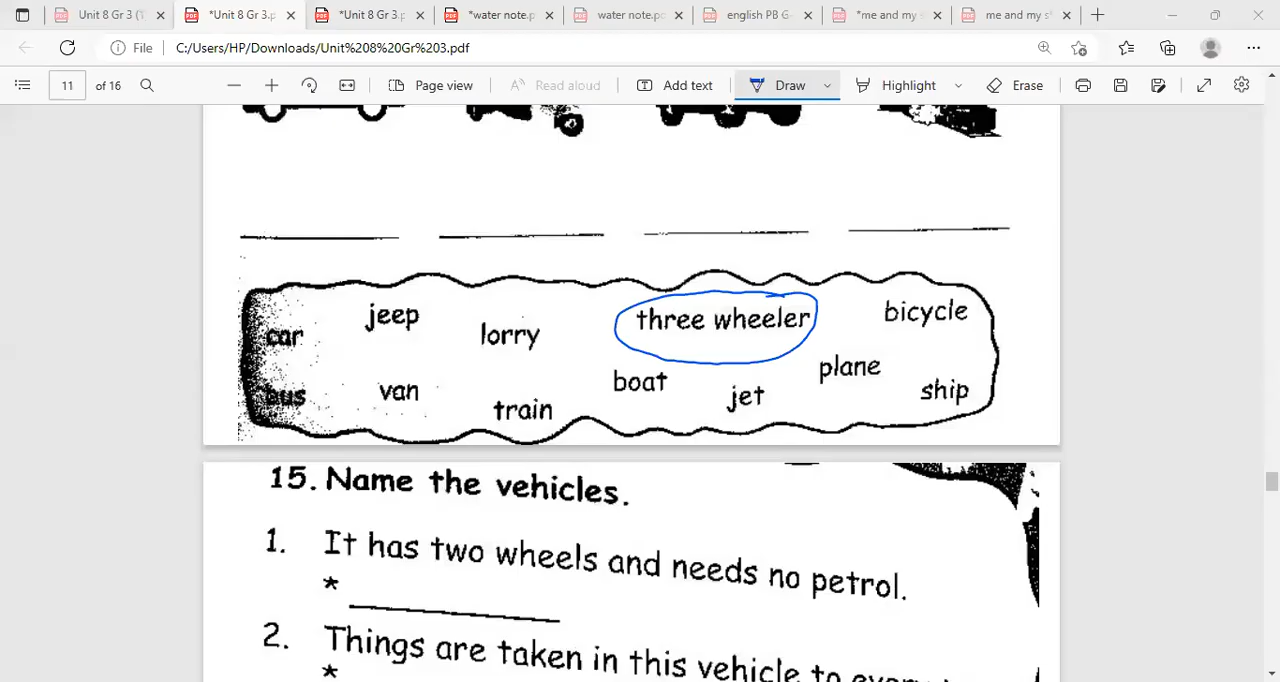 Unit 8 Gr 3 (1
*Unit 8 Gr 3.p
*Unit 8 Gr 3.p
*water note.p
water note.pc
english PB G-
*me and my s
me and my s
File C:/Users/HP/Downloads/Unit%208%20Gr%203.pdf
11 of 16 Page view Read aloud Add text Draw Highlight Erase
jeep three wheeler bicycle
car lorry
plane
bus van boat jet ship
train
15. Name the vehicles.
1. It has two wheels and needs no petrol.
*
2. Things are taken in this vehicle to
*